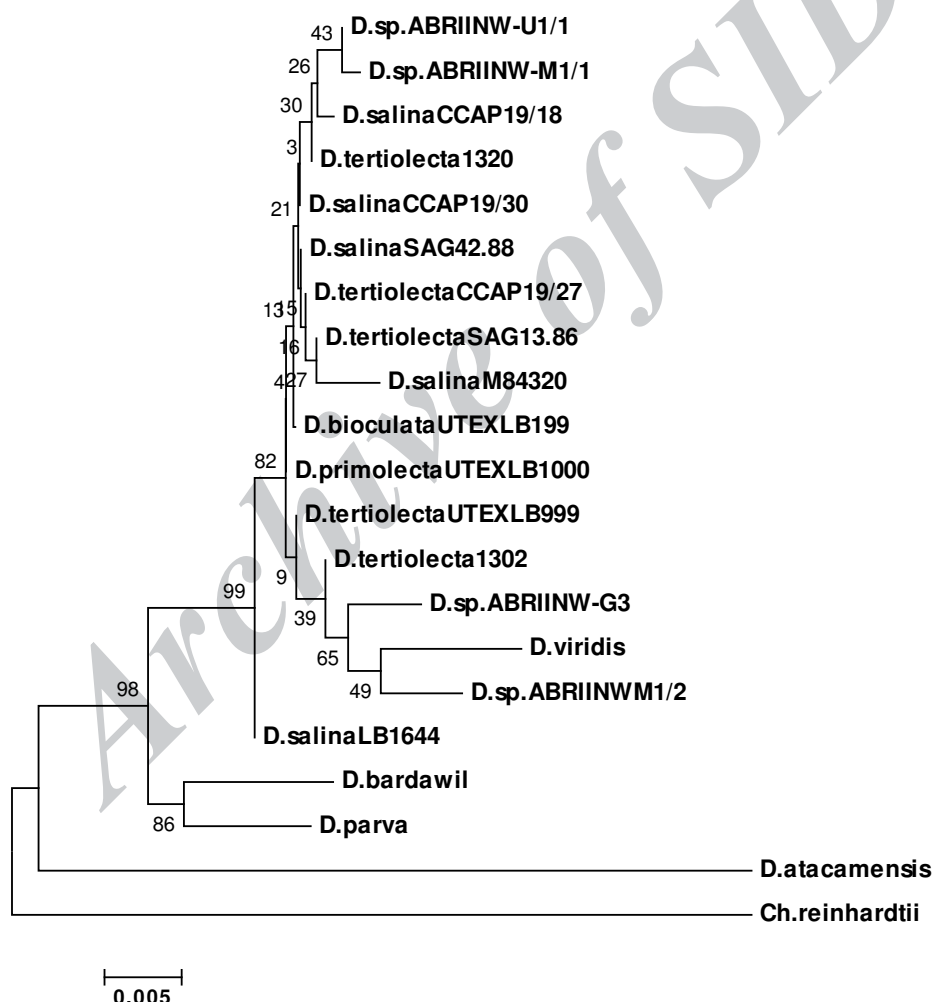 43
D.sp.ABRIINW-U1/1
26
D.sp.ABRIINW-M1/1
30
D.salinaCCAP19/18
3
D.tertiolecta1320
21
D.salinaCCAP19/30
D.salinaSAG42.88
D.tertiolectaCCAP19/27
13 5
D.tertiolectaSAG13.86
16
D.salinaM84320
4 27
D.bioculataUTEXLB199
82
D.primolectaUTEXLB1000
D.tertiolectaUTEXLB999
D.tertiolecta1302
9
99
D.sp.ABRIINW-G3
39
D.viridis
65
D.sp.ABRIINWM1/2
49
98
D.salinaLB1644
D.bardawil
D.parva
86
D.atacamensis
Ch.reinhardtii
0.005
Archive of SID